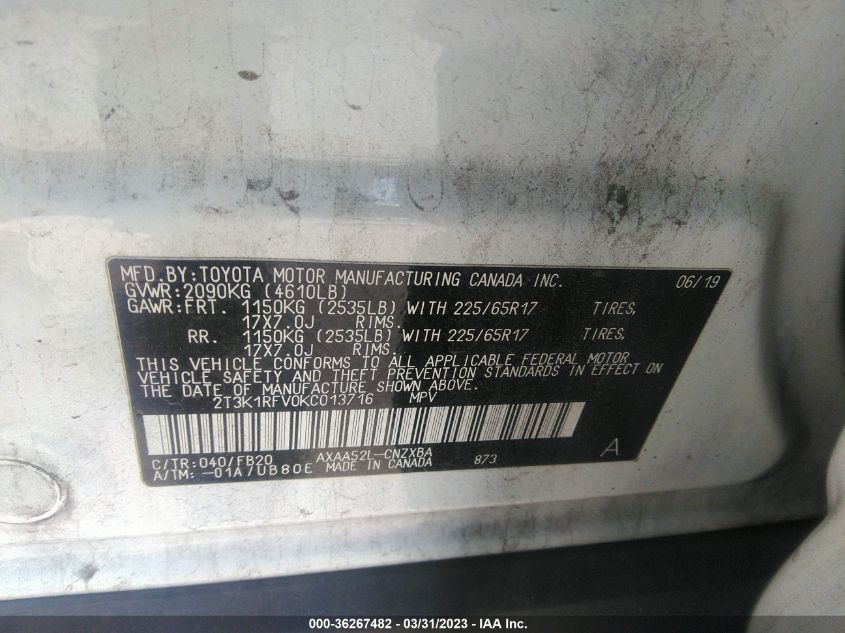 MFD.BY:TOYOTA MOTOR MANUFACTURING CANADA INC. 06/19
GVWR:2090KG (4610LB)
GAWR:FRT. 1150KG (2535LB) WITH 225/65R17 TIRES,
17X7.0J RIMS.
RR. 1150KG (2535LB) WITH 225/65R17 TIRES,
17X7.0J RIMS.
THIS VEHICLE CONFORMS TO ALL APPLICABLE FEDERAL MOTOR
VEHICLE SAFETY AND THEFT PREVENTION STANDARDS IN EFFECT ON
THE DATE OF MANUFACTURE SHOWN ABOVE.
2T3K1RFV0KC013716 MPV
C/TR:040/FB20 AXAA52L-CNZXBA A
A/TM:-01A/UB80E MADE IN CANADA 873
000-36267482 — 03/31/2023 — IAA Inc.